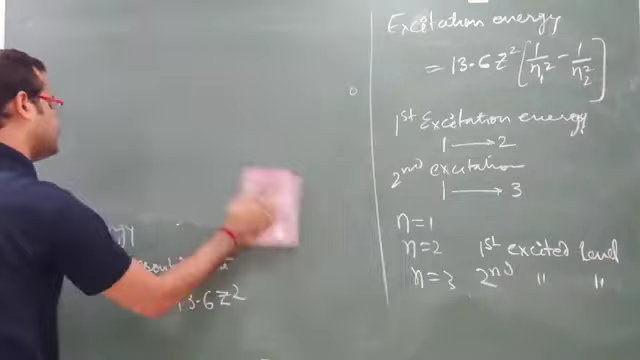 13.6 Z²
Excitation energy
= 13.6 Z² [1/n₁² - 1/n₂²]
1st Excitation energy
1 → 2
2nd excitation
1 → 3
n=1
n=2 1st excited level
n=3 2nd " "